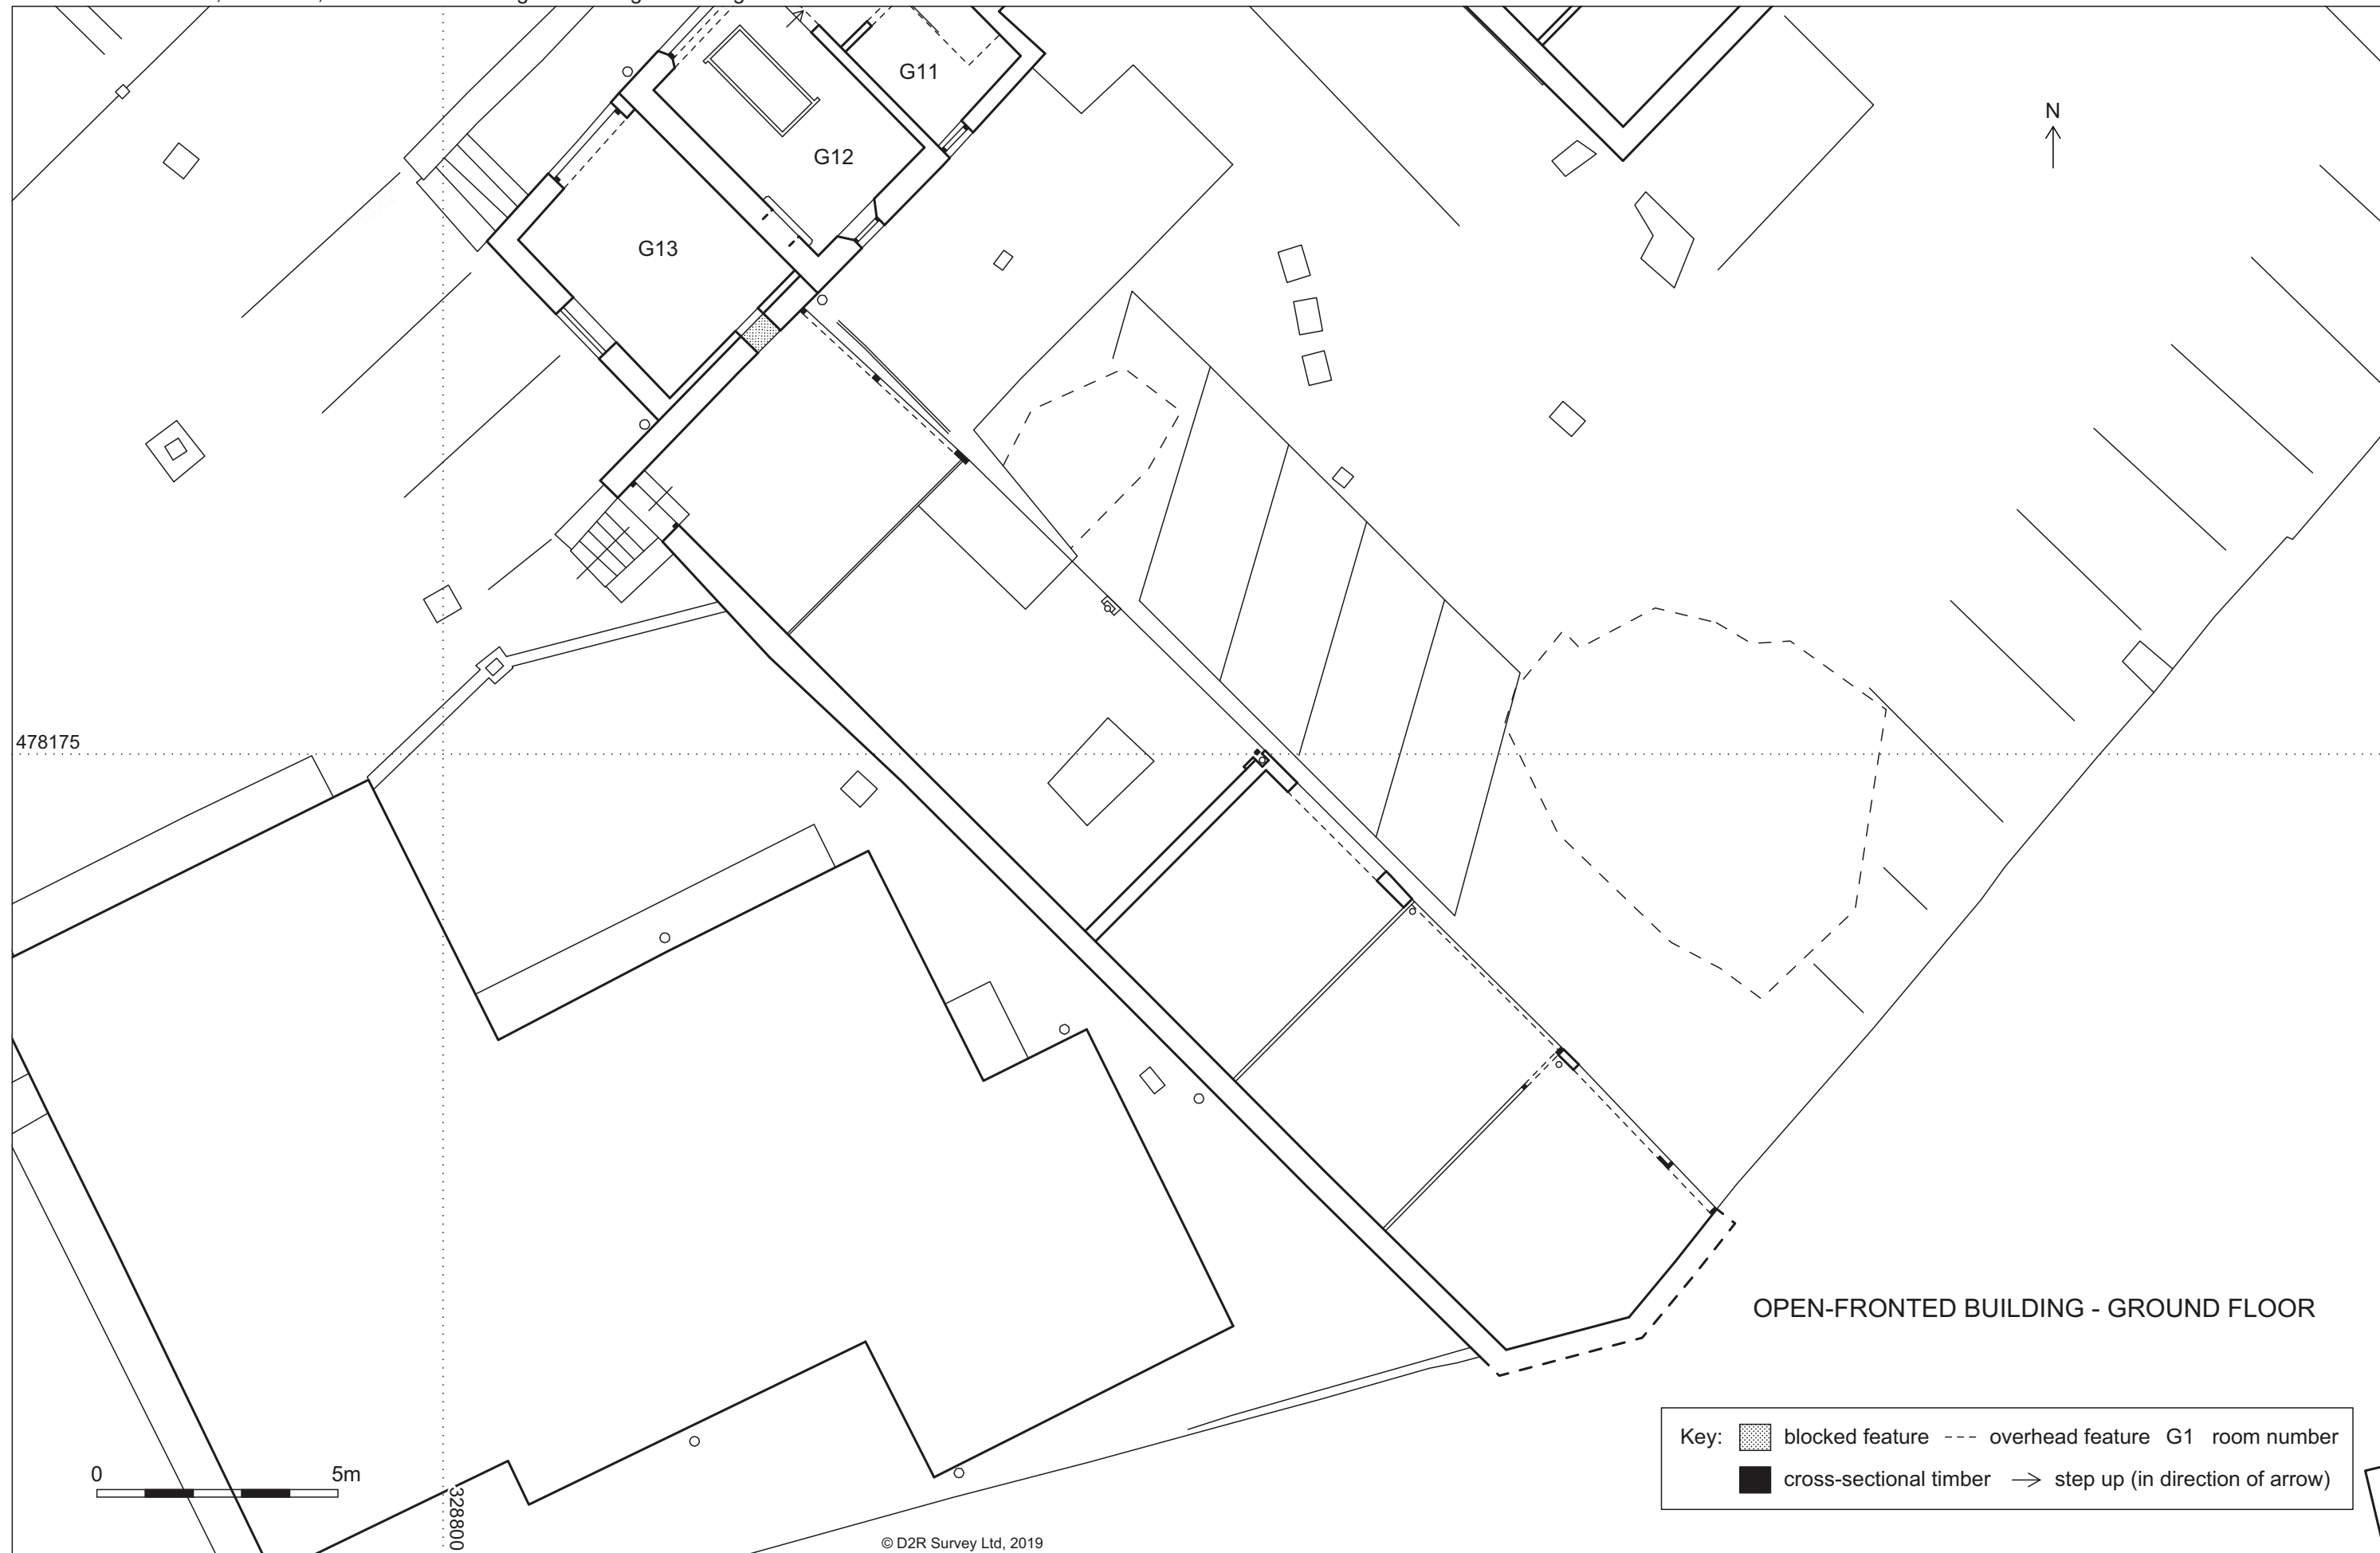 G11
N
G12
G13
478175
OPEN-FRONTED BUILDING - GROUND FLOOR
Key: blocked feature overhead feature G1 room number
cross-sectional timber step up (in direction of arrow)
0 5m
328800
© D2R Survey Ltd, 2019